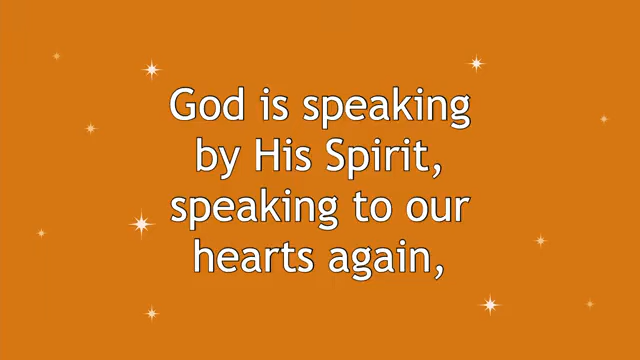 God is speaking
by His Spirit,
speaking to our
hearts again,